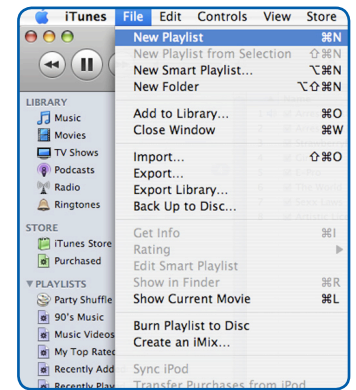 iTunes File Edit Controls View Store
New Playlist ⌘N
New Playlist from Selection ⇧⌘N
New Smart Playlist... ⌥⌘N
New Folder ⌥⇧⌘N
Add to Library... ⌘O
Close Window ⌘W
Import... ⇧⌘O
Export...
Export Library...
Back Up to Disc...
Get Info ⌘I
Rating
Edit Smart Playlist
Show in Finder ⌘R
Show Current Movie ⌘L
Burn Playlist to Disc
Create an iMix...
Sync iPod
Transfer Purchases from iPod
LIBRARY
Music
Movies
TV Shows
Podcasts
Radio
Ringtones
STORE
iTunes Store
Purchased
PLAYLISTS
Party Shuffle
90's Music
Music Videos
My Top Rated
Recently Add
Recently Play